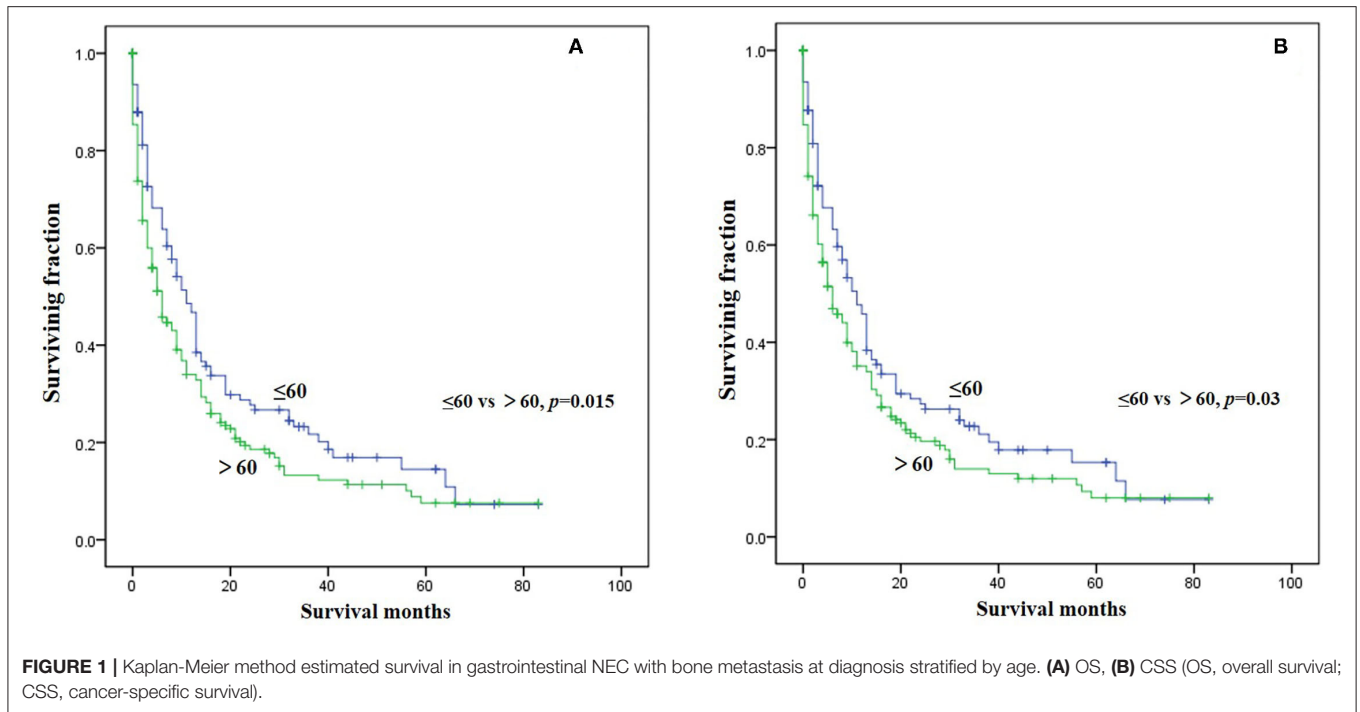 A
1.0
0.8
0.6
0.4
0.2
0.0
Surviving fraction
≤60
> 60
≤60 vs > 60, p=0.015
0 20 40 60 80 100
Survival months
B
1.0
0.8
0.6
0.4
0.2
0.0
Survivinig fraction
≤60
> 60
≤60 vs > 60, p=0.03
0 20 40 60 80 100
Survival months
FIGURE 1 | Kaplan-Meier method estimated survival in gastrointestinal NEC with bone metastasis at diagnosis stratified by age. (A) OS, (B) CSS (OS, overall survival;
CSS, cancer-specific survival).